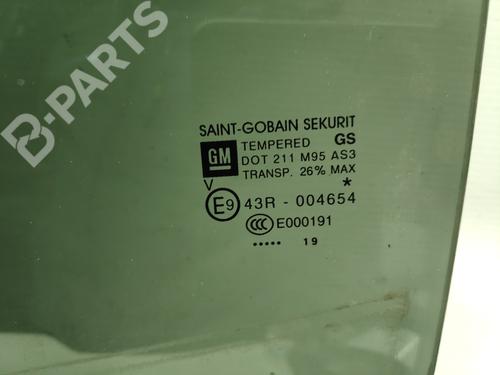 B-PARTS
SAINT-GOBAIN SEKURIT
GM TEMPERED GS
DOT 211 M95 AS3
TRANSP. 26% MAX
V *
E9 43R - 004654
CCC E000191
••••• 19